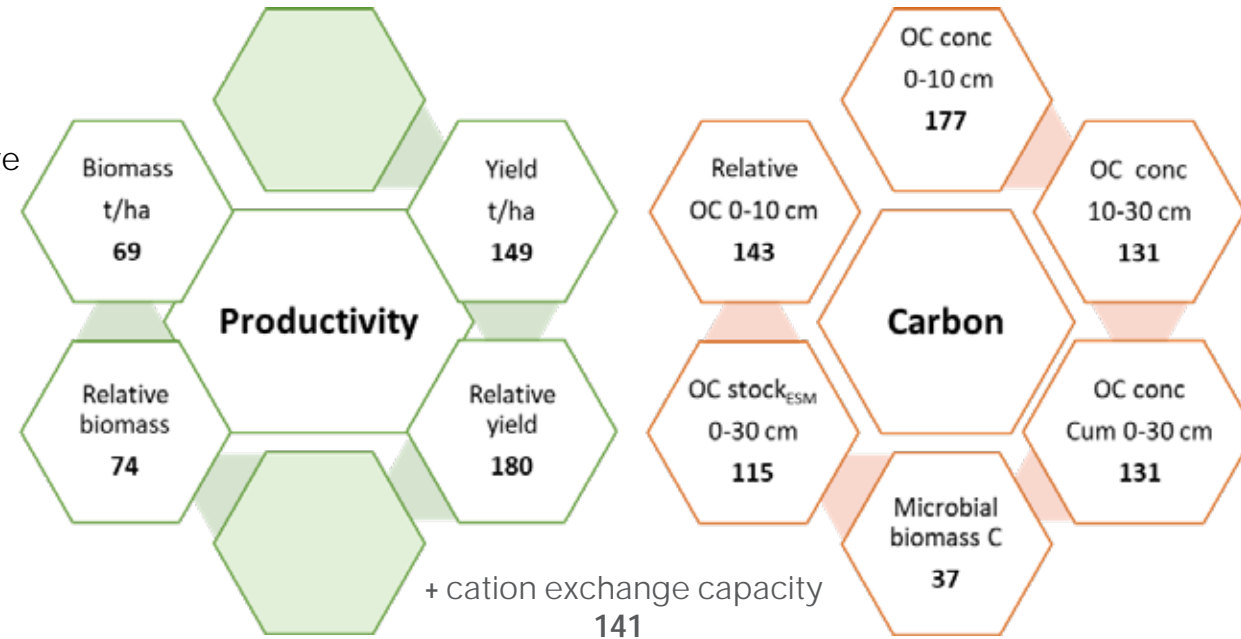 e
Biomass
t/ha
69
Yield
t/ha
149
Productivity
Relative
biomass
74
Relative
yield
180
OC conc
0-10 cm
177
Relative
OC 0-10 cm
143
OC conc
10-30 cm
131
Carbon
OC stockESM
0-30 cm
115
OC conc
Cum 0-30 cm
131
Microbial
biomass C
37
+ cation exchange capacity
141